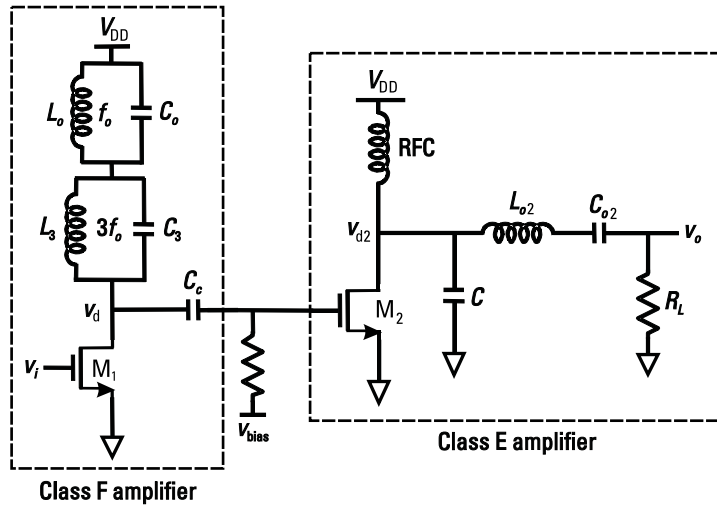 V_DD
L_o f_o C_o
L_3 3f_o C_3
v_d
C_c
v_i
M_1
v_bias
Class F amplifier
V_DD
RFC
L_o2
C_o2
v_d2
v_o
C
M_2
R_L
Class E amplifier